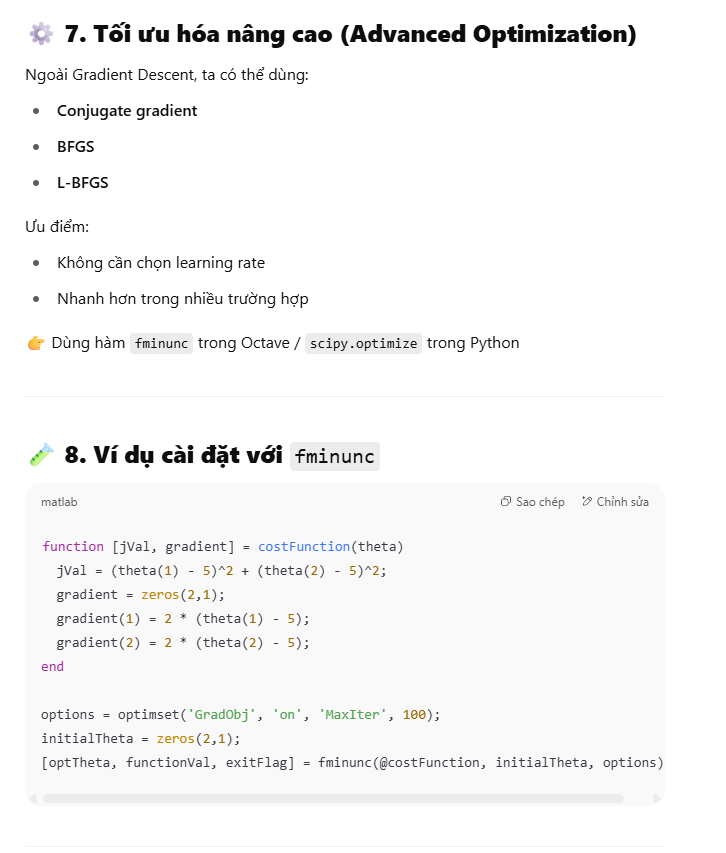 ⚙️ 7. Tối ưu hóa nâng cao (Advanced Optimization)
Ngoài Gradient Descent, ta có thể dùng:
• Conjugate gradient
• BFGS
• L-BFGS
Ưu điểm:
• Không cần chọn learning rate
• Nhanh hơn trong nhiều trường hợp
👉 Dùng hàm fminunc trong Octave / scipy.optimize trong Python
🧪 8. Ví dụ cài đặt với fminunc
matlab Sao chép Chỉnh sửa
function [jVal, gradient] = costFunction(theta)
  jVal = (theta(1) - 5)^2 + (theta(2) - 5)^2;
  gradient = zeros(2,1);
  gradient(1) = 2 * (theta(1) - 5);
  gradient(2) = 2 * (theta(2) - 5);
end
options = optimset('GradObj', 'on', 'MaxIter', 100);
initialTheta = zeros(2,1);
[optTheta, functionVal, exitFlag] = fminunc(@costFunction, initialTheta, options)